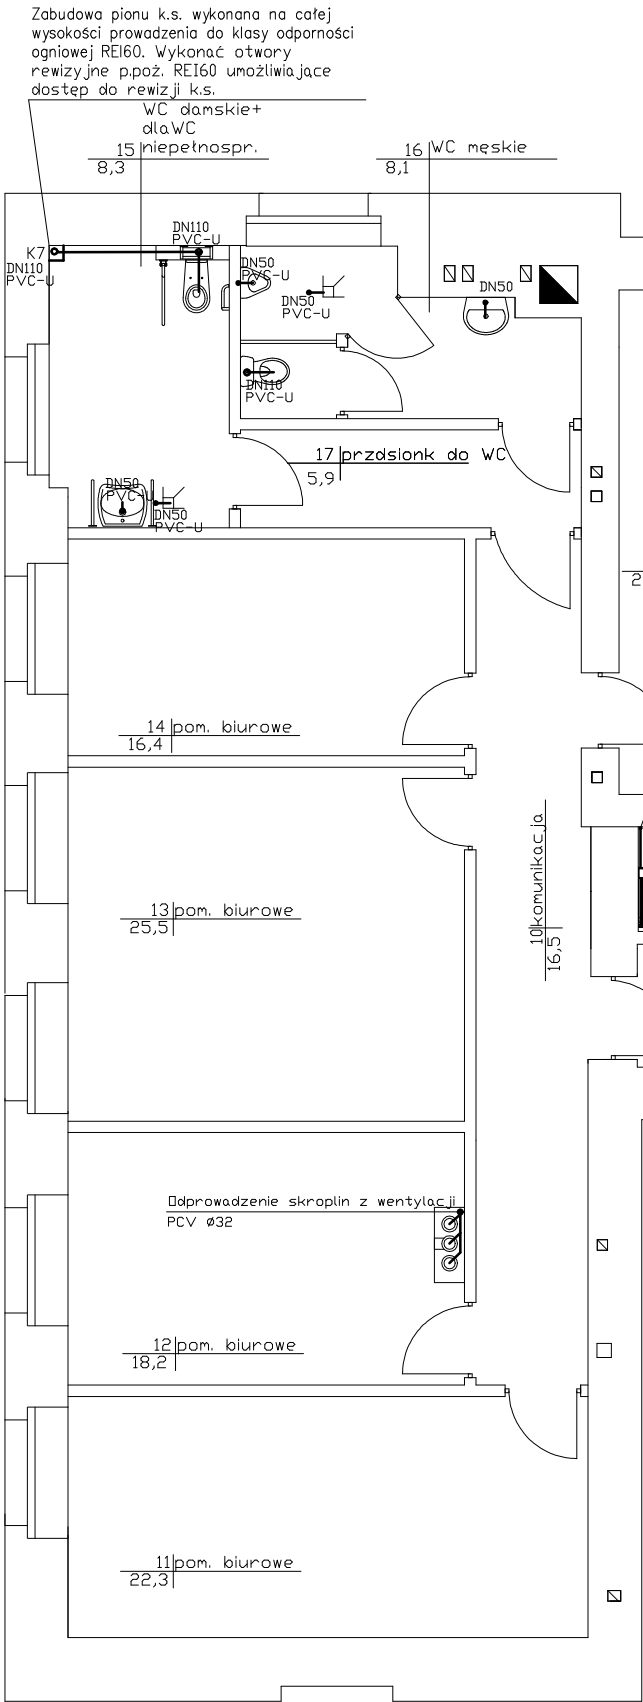 Zabudowa pionu k.s. wykonana na całej
wysokości prowadzenia do klasy odporności
ogniowej REI60. Wykonać otwory
rewizyjne p.poż. REI60 umożliwiające
dostęp do rewizji k.s.
WC damskie+
dlaWC
15 niepełnospr.
8,3
16 WC męskie
8,1
DN110
PVC-U
K7
DN110
PVC-U
DN50
PVC-U
DN50
PVC-U
DN50
DN110
PVC-U
17 przdsionk do WC
5,9
DN50
PVC-U
DN50
PVC-U
2
14 pom. biurowe
16,4
10 komunikacja
16,5
13 pom. biurowe
25,5
Odprowadzenie skroplin z wentylacji
PCV ø32
12 pom. biurowe
18,2
11 pom. biurowe
22,3